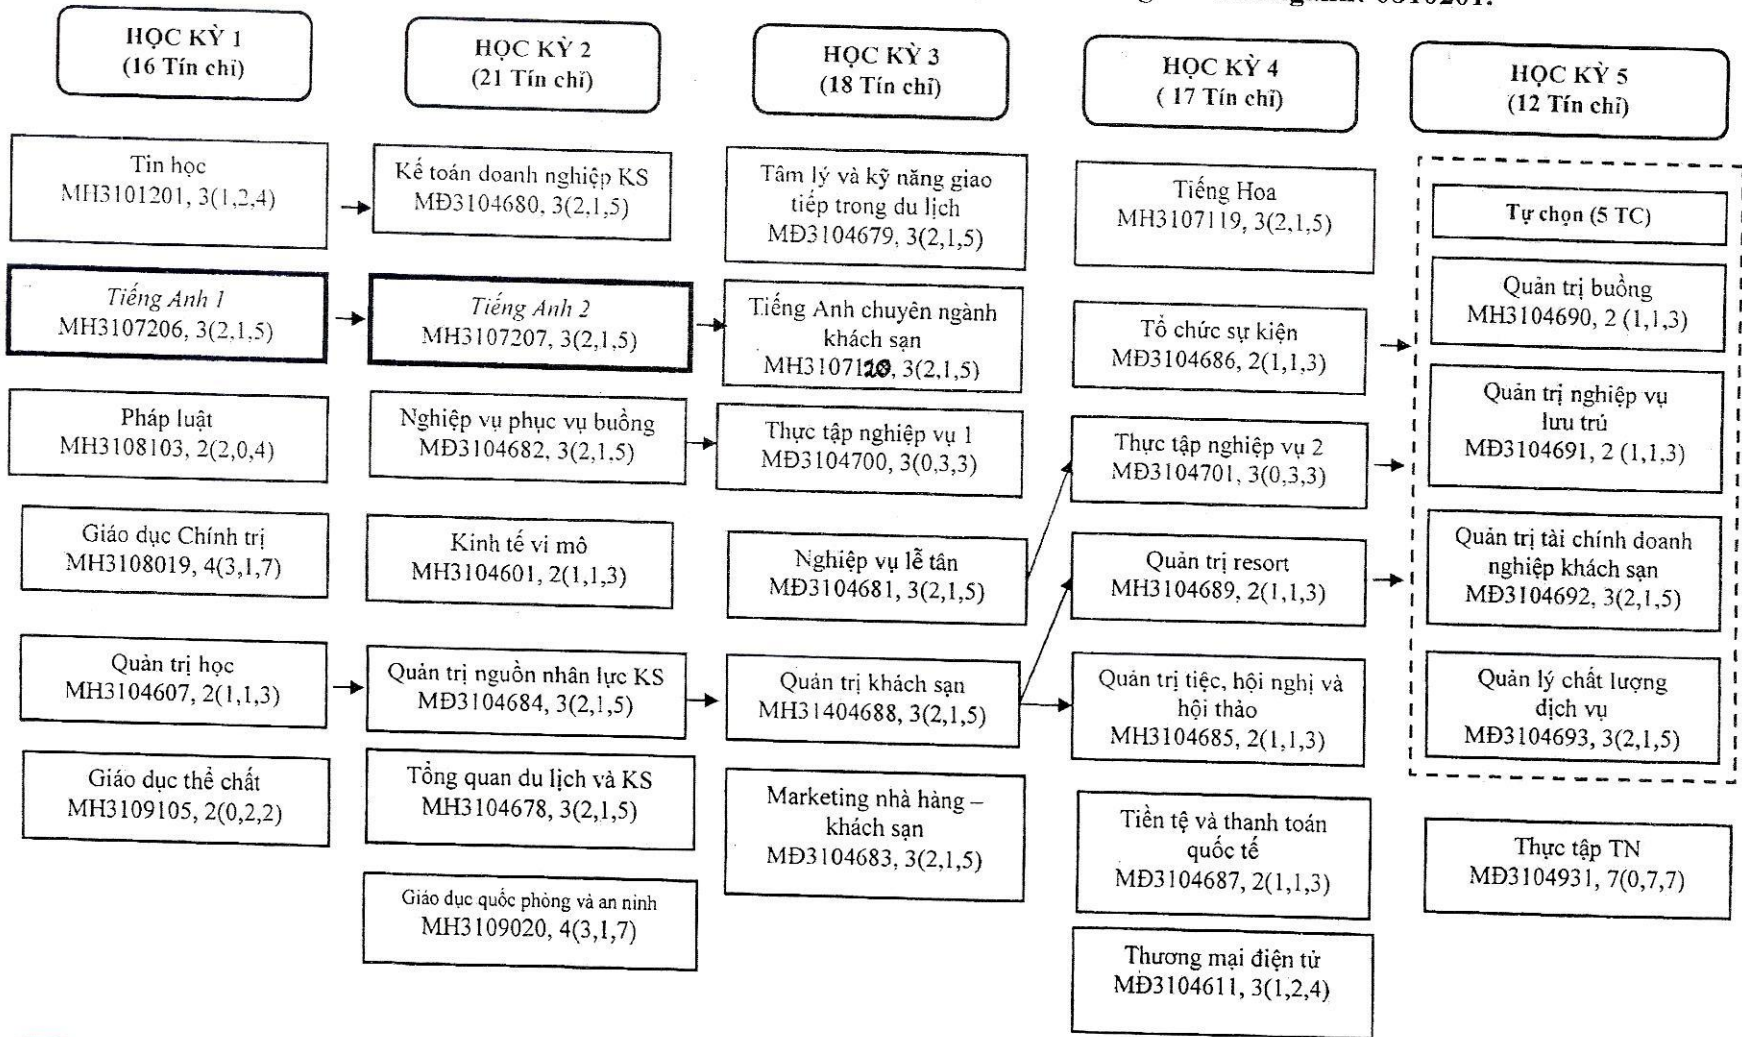 HỌC KỲ 1
(16 Tín chỉ)
HỌC KỲ 2
(21 Tín chỉ)
HỌC KỲ 3
(18 Tín chỉ)
HỌC KỲ 4
( 17 Tín chỉ)
HỌC KỲ 5
(12 Tín chỉ)
Tin học
MH3101201, 3(1,2,4)
Tiếng Anh 1
MH3107206, 3(2,1,5)
Pháp luật
MH3108103, 2(2,0,4)
Giáo dục Chính trị
MH3108019, 4(3,1,7)
Quản trị học
MH3104607, 2(1,1,3)
Giáo dục thể chất
MH3109105, 2(0,2,2)
Kế toán doanh nghiệp KS
MĐ3104680, 3(2,1,5)
Tiếng Anh 2
MH3107207, 3(2,1,5)
Nghiệp vụ phục vụ buồng
MĐ3104682, 3(2,1,5)
Kinh tế vi mô
MH3104601, 2(1,1,3)
Quản trị nguồn nhân lực KS
MĐ3104684, 3(2,1,5)
Tổng quan du lịch và KS
MH3104678, 3(2,1,5)
Giáo dục quốc phòng và an ninh
MH3109020, 4(3,1,7)
Tâm lý và kỹ năng giao
tiếp trong du lịch
MĐ3104679, 3(2,1,5)
Tiếng Anh chuyên ngành
khách sạn
MH3107120, 3(2,1,5)
Thực tập nghiệp vụ 1
MĐ3104700, 3(0,3,3)
Nghiệp vụ lễ tân
MĐ3104681, 3(2,1,5)
Quản trị khách sạn
MH31404688, 3(2,1,5)
Marketing nhà hàng –
khách sạn
MĐ3104683, 3(2,1,5)
Tiếng Hoa
MH3107119, 3(2,1,5)
Tổ chức sự kiện
MĐ3104686, 2(1,1,3)
Thực tập nghiệp vụ 2
MĐ3104701, 3(0,3,3)
Quản trị resort
MH3104689, 2(1,1,3)
Quản trị tiệc, hội nghị và
hội thảo
MH3104685, 2(1,1,3)
Tiền tệ và thanh toán
quốc tế
MĐ3104687, 2(1,1,3)
Thương mại điện tử
MĐ3104611, 3(1,2,4)
Tự chọn (5 TC)
Quản trị buồng
MH3104690, 2 (1,1,3)
Quản trị nghiệp vụ
lưu trú
MĐ3104691, 2 (1,1,3)
Quản trị tài chính doanh
nghiệp khách sạn
MĐ3104692, 3(2,1,5)
Quản lý chất lượng
dịch vụ
MĐ3104693, 3(2,1,5)
Thực tập TN
MĐ3104931, 7(0,7,7)